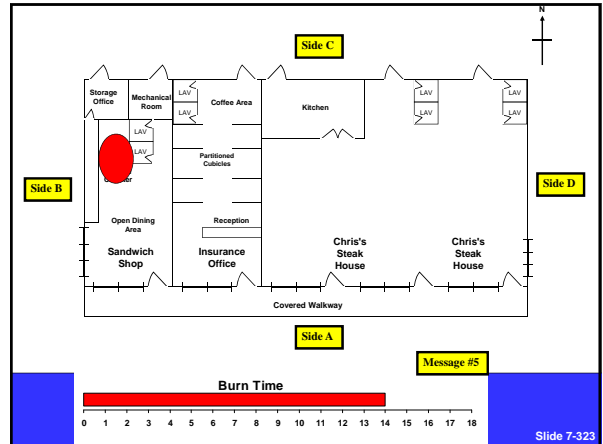 N
Side C
Storage
Office
Mechanical
Room
LAV
LAV
Coffee Area
Kitchen
LAV
LAV
LAV
LAV
LAV
LAV
Partitioned
Cubicles
Side B
Side D
Open Dining
Area
Reception
Sandwich
Shop
Insurance
Office
Chris's
Steak
House
Chris's
Steak
House
Covered Walkway
Side A
Message #5
Burn Time
0 1 2 3 4 5 6 7 8 9 10 11 12 13 14 15 16 17 18
Slide 7-323